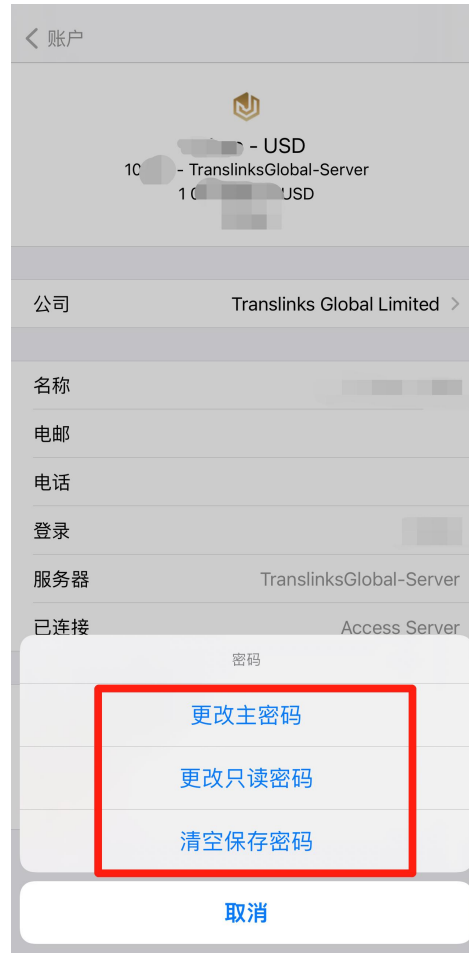 账户
- USD
10 - TranslinksGlobal-Server
1 USD
公司 Translinks Global Limited
名称
电邮
电话
登录
服务器 TranslinksGlobal-Server
已连接 Access Server
密码
更改主密码
更改只读密码
清空保存密码
取消